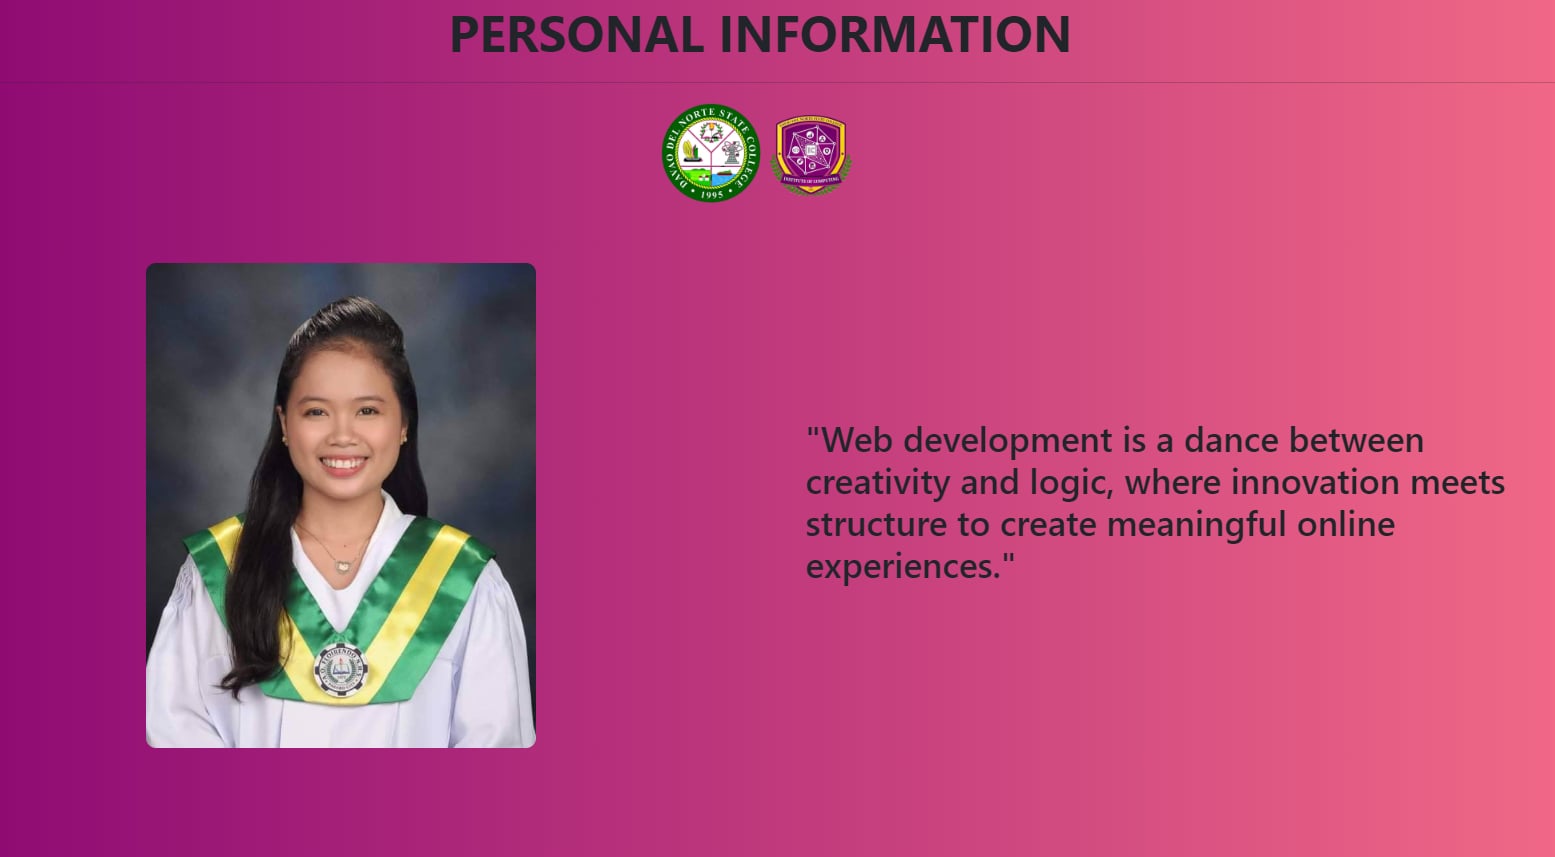 PERSONAL INFORMATION
DAVAO DEL NORTE STATE COLLEGE
1995
INSTITUTE OF COMPUTING
"Web development is a dance between
creativity and logic, where innovation meets
structure to create meaningful online
experiences."
A.O. FLOIRENDO N.H.S.